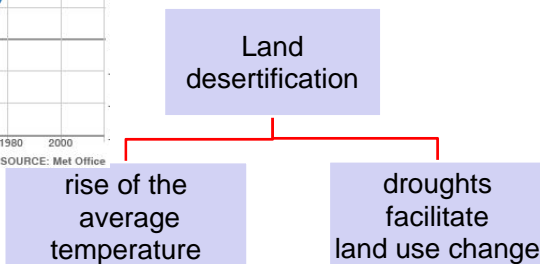 Land
desertification
1980 2000
SOURCE: Met Office
rise of the
average
temperature
droughts
facilitate
land use change